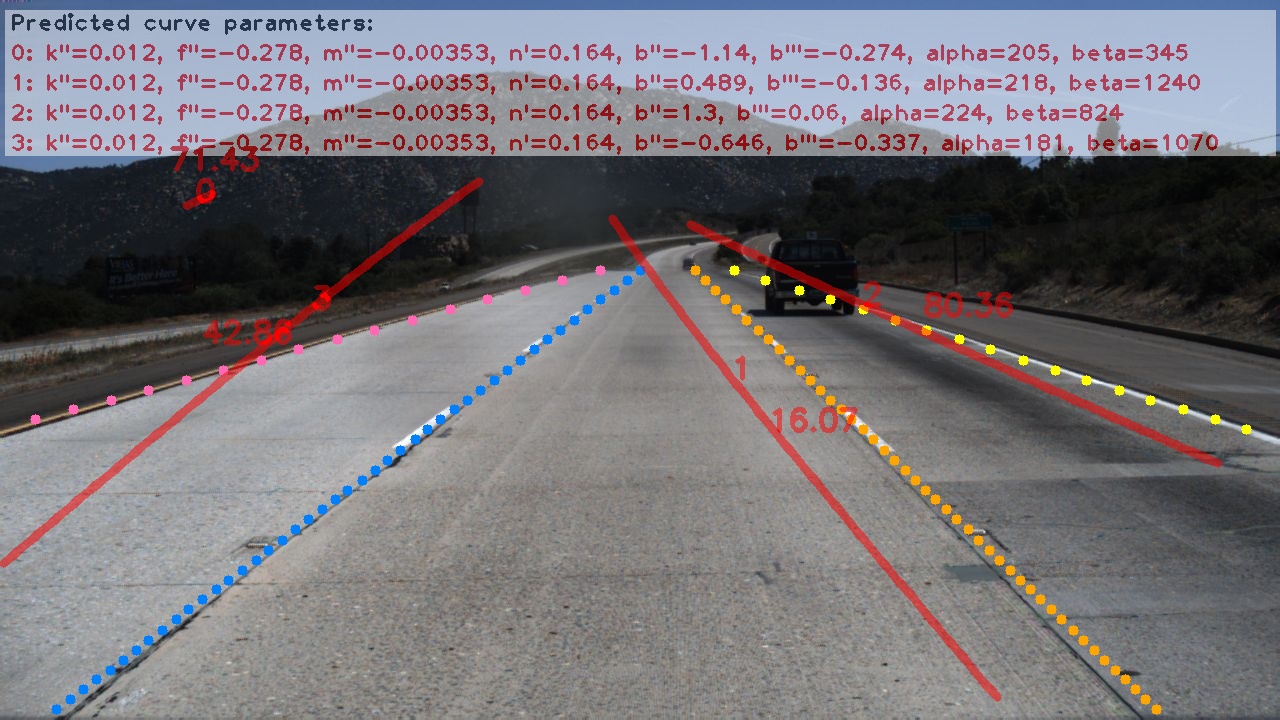 Predicted curve parameters:
0: k''=0.012, f''=−0.278, m''=−0.00353, n'=0.164, b''=−1.14, b'''=−0.274, alpha=205, beta=345
1: k''=0.012, f''=−0.278, m''=−0.00353, n'=0.164, b''=0.489, b'''=−0.136, alpha=218, beta=1240
2: k''=0.012, f''=−0.278, m''=−0.00353, n'=0.164, b''=1.3, b'''=0.06, alpha=224, beta=824
3: k''=0.012, f''=−0.278, m''=−0.00353, n'=0.164, b''=−0.646, b'''=−0.337, alpha=181, beta=1070
71.43
0
3
2
80.36
42.86
1
16.07